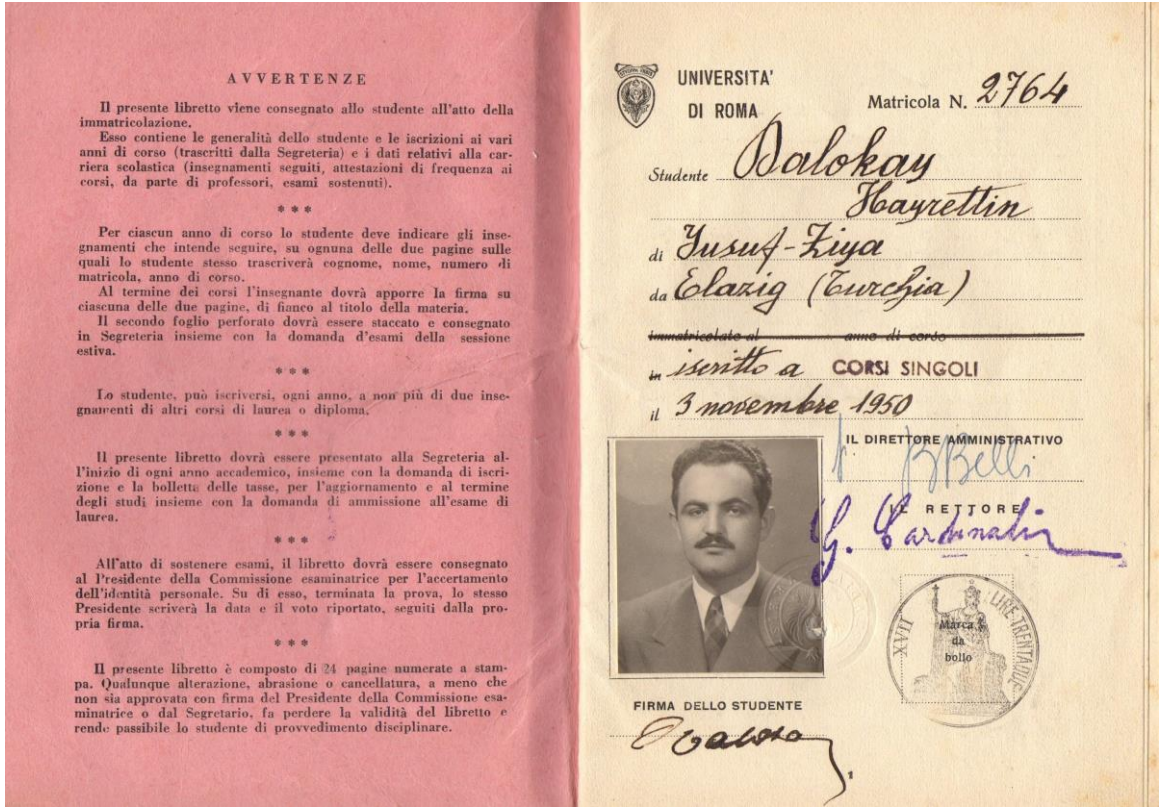 AVVERTENZE
Il presente libretto viene consegnato allo studente all'atto della
immatricolazione.
Esso contiene le generalità dello studente e le iscrizioni ai vari
anni di corso (trascritti dalla Segreteria) e i dati relativi alla car-
riera scolastica (insegnamenti seguiti, attestazioni di frequenza ai
corsi, da parte di professori, esami sostenuti).
* * *
Per ciascun anno di corso lo studente deve indicare gli inse-
gnamenti che intende seguire, su ognuna delle due pagine sulle
quali lo studente stesso trascriverà cognome, nome, numero di
matricola, anno di corso.
Al termine dei corsi l'insegnante dovrà apporre la firma su
ciascuna delle due pagine, di fianco al titolo della materia.
Il secondo foglio perforato dovrà essere staccato e consegnato
in Segreteria insieme con la domanda d'esami della sessione
estiva.
* * *
Lo studente, può iscriversi, ogni anno, a non più di due inse-
gnamenti di altri corsi di laurea o diploma.
* * *
Il presente libretto dovrà essere presentato alla Segreteria al-
l'inizio di ogni anno accademico, insieme con la domanda di iscri-
zione e la bolletta delle tasse, per l'aggiornamento e al termine
degli studi insieme con la domanda di ammissione all'esame di
laurea.
* * *
All'atto di sostenere esami, il libretto dovrà essere consegnato
al Presidente della Commissione esaminatrice per l'accertamento
dell'identità personale. Su di esso, terminata la prova, lo stesso
Presidente scriverà la data e il voto riportato, seguiti dalla pro-
pria firma.
* * *
Il presente libretto è composto di 24 pagine numerate a stam-
pa. Qualunque alterazione, abrasione o cancellatura, a meno che
non sia approvata con firma del Presidente della Commissione esa-
minatrice o dal Segretario, fa perdere la validità del libretto e
rende passibile lo studente di provvedimento disciplinare.
UNIVERSITA'
DI ROMA
Matricola N. 2764
Studente Dalokay
Hayrettin
di Yusuf-Ziya
da Elazig (Turchia)
immatricolato al anno di corso
in iscritto a CORSI SINGOLI
il 3 novembre 1950
IL DIRETTORE AMMINISTRATIVO
BBelli
IL RETTORE
G. Cardinali
XVII LIRE TRENTADUE
Marca
da
bollo
FIRMA DELLO STUDENTE
1